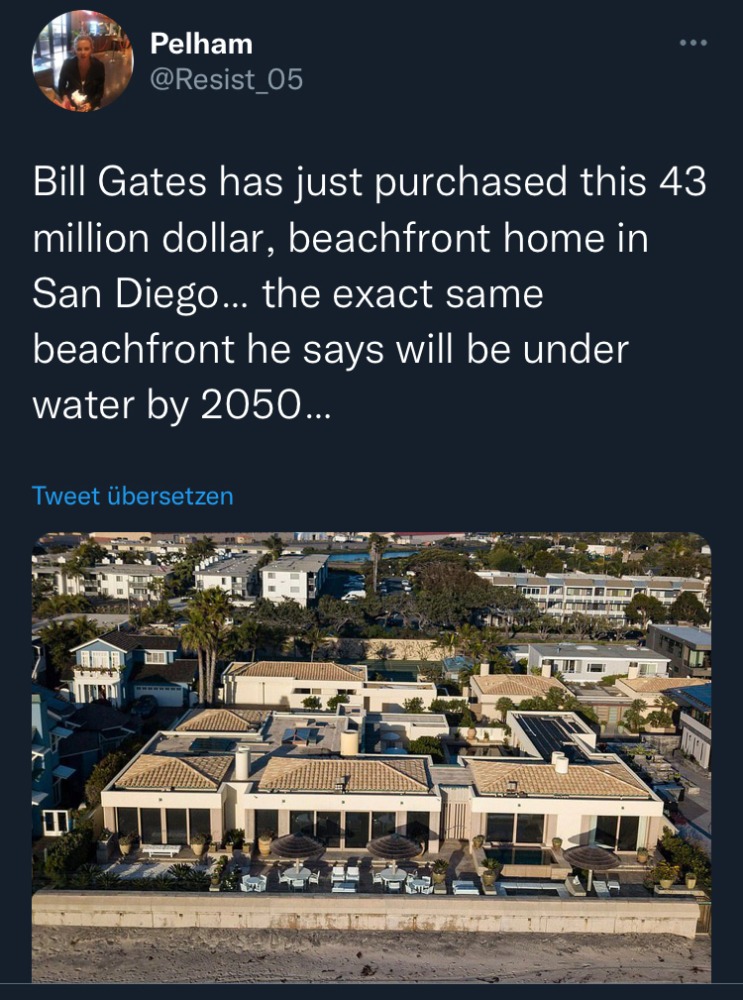 Pelham
@Resist_05
Bill Gates has just purchased this 43
million dollar, beachfront home in
San Diego... the exact same
beachfront he says will be under
water by 2050...
Tweet übersetzen